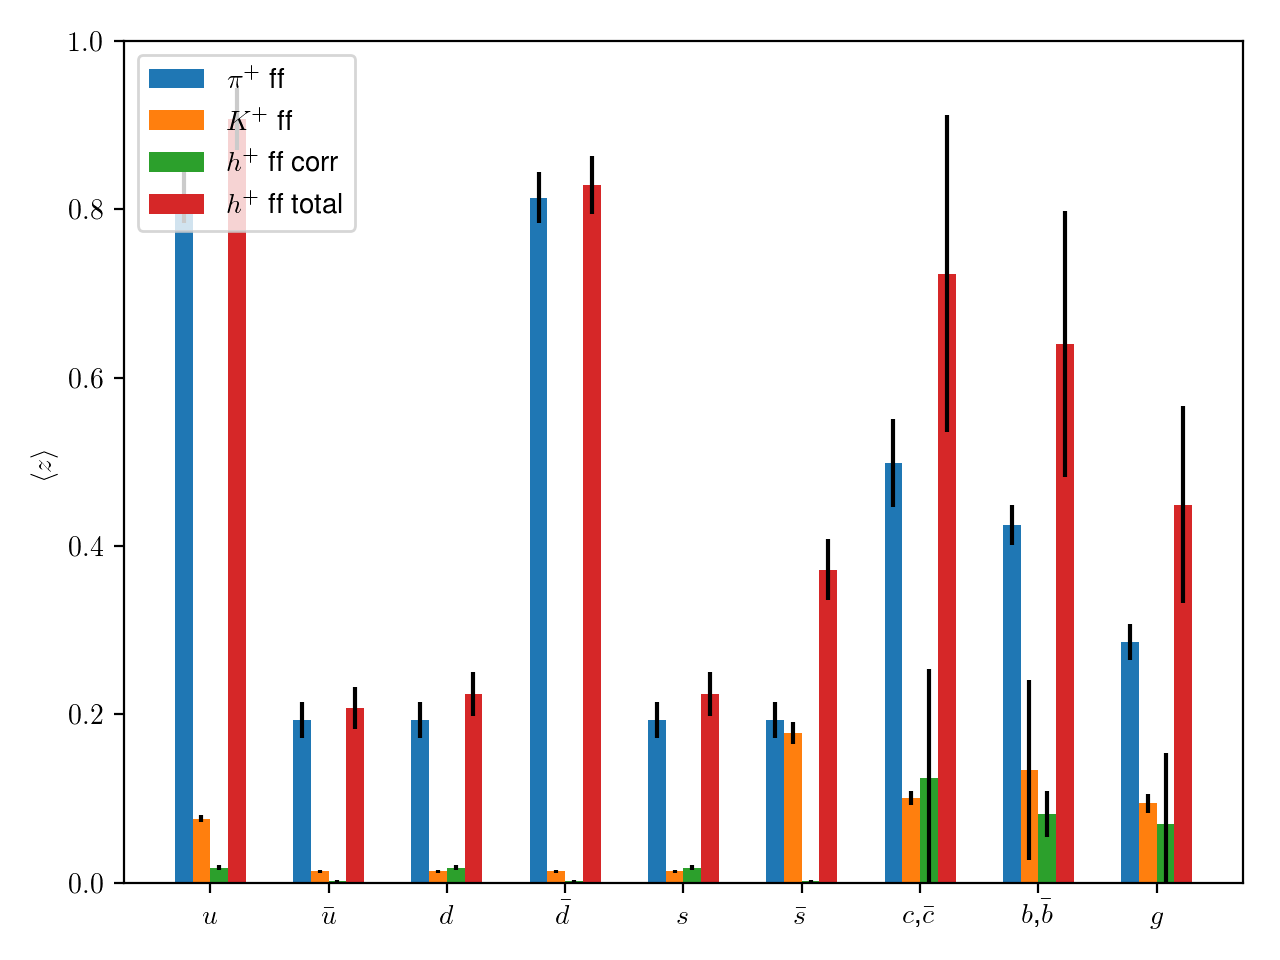 1.0
π⁺ ff
K⁺ ff
h⁺ ff corr
h⁺ ff total
0.8
0.6
⟨z⟩
0.4
0.2
0.0
u ū d d̄ s s̄ c,c̄ b,b̄ g